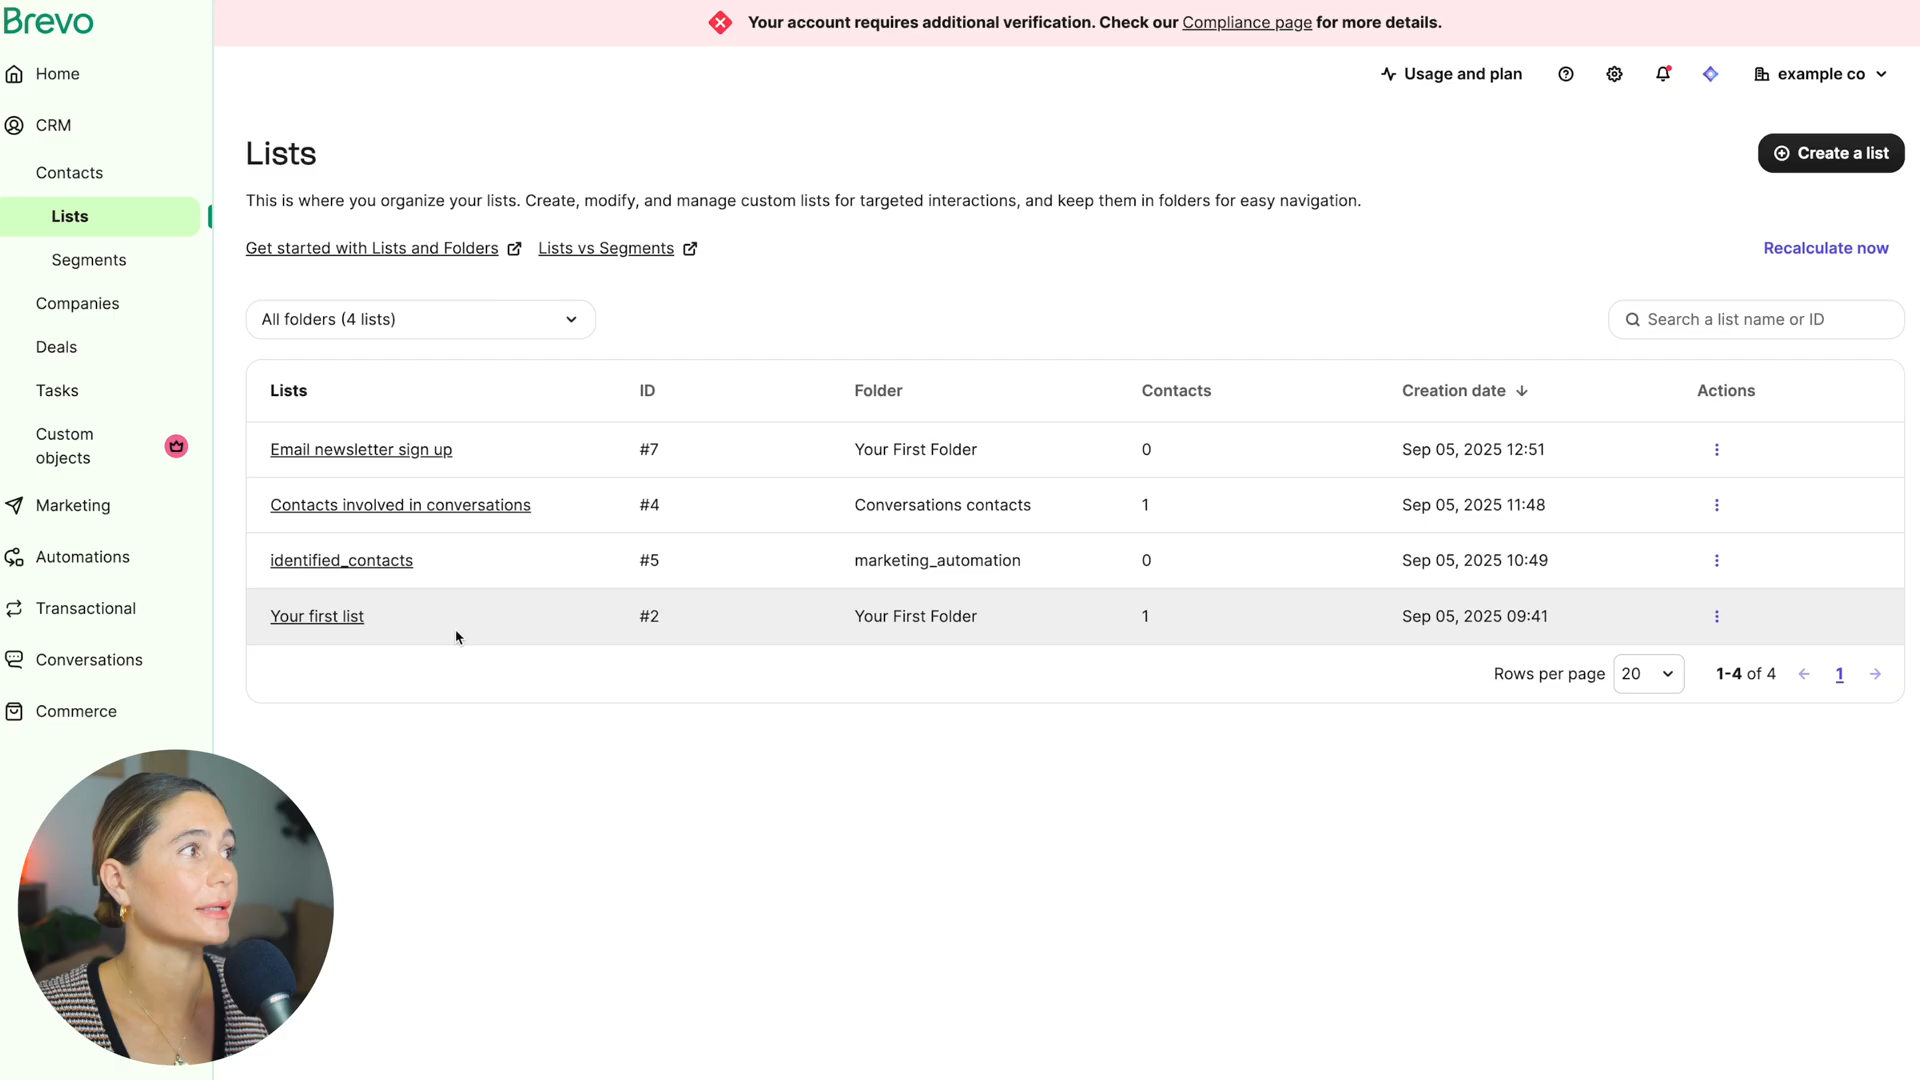 Brevo
Your account requires additional verification. Check our Compliance page for more details.
Home
CRM
Contacts
Lists
Segments
Companies
Deals
Tasks
Custom
objects
Marketing
Automations
Transactional
Conversations
Commerce
Usage and plan
example co
Lists
Create a list
This is where you organize your lists. Create, modify, and manage custom lists for targeted interactions, and keep them in folders for easy navigation.
Get started with Lists and Folders Lists vs Segments
Recalculate now
All folders (4 lists)
Search a list name or ID
Lists ID Folder Contacts Creation date Actions
Email newsletter sign up #7 Your First Folder 0 Sep 05, 2025 12:51
Contacts involved in conversations #4 Conversations contacts 1 Sep 05, 2025 11:48
identified_contacts #5 marketing_automation 0 Sep 05, 2025 10:49
Your first list #2 Your First Folder 1 Sep 05, 2025 09:41
Rows per page 20 1-4 of 4 1